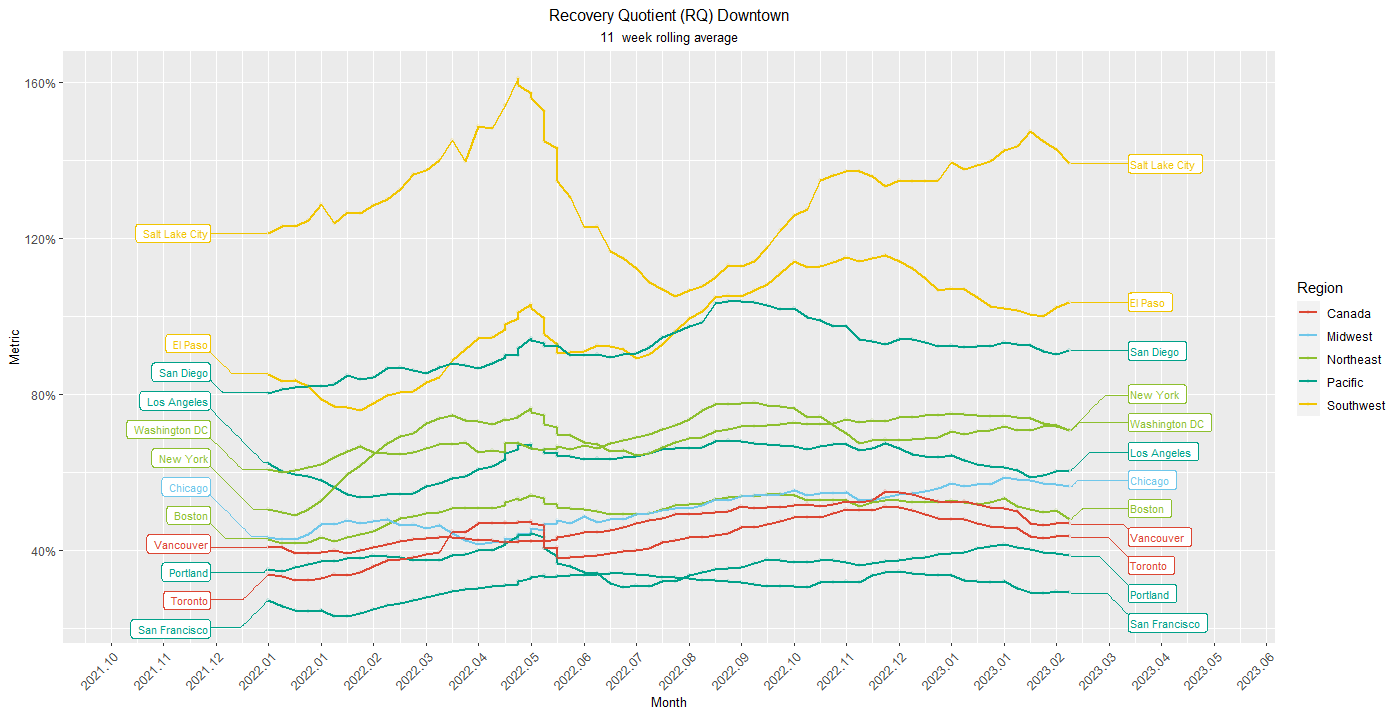 Recovery Quotient (RQ) Downtown
11 week rolling average
Metric
160%
120%
80%
40%
Salt Lake City
El Paso
San Diego
Los Angeles
Washington DC
New York
Chicago
Boston
Vancouver
Portland
Toronto
San Francisco
Salt Lake City
El Paso
San Diego
New York
Washington DC
Los Angeles
Chicago
Boston
Vancouver
Toronto
Portland
San Francisco
Region
Canada
Midwest
Northeast
Pacific
Southwest
2021.10
2021.11
2021.12
2022.01
2022.01
2022.02
2022.03
2022.04
2022.05
2022.06
2022.07
2022.08
2022.09
2022.10
2022.11
2022.12
2023.01
2023.01
2023.02
2023.03
2023.04
2023.05
2023.06
Month